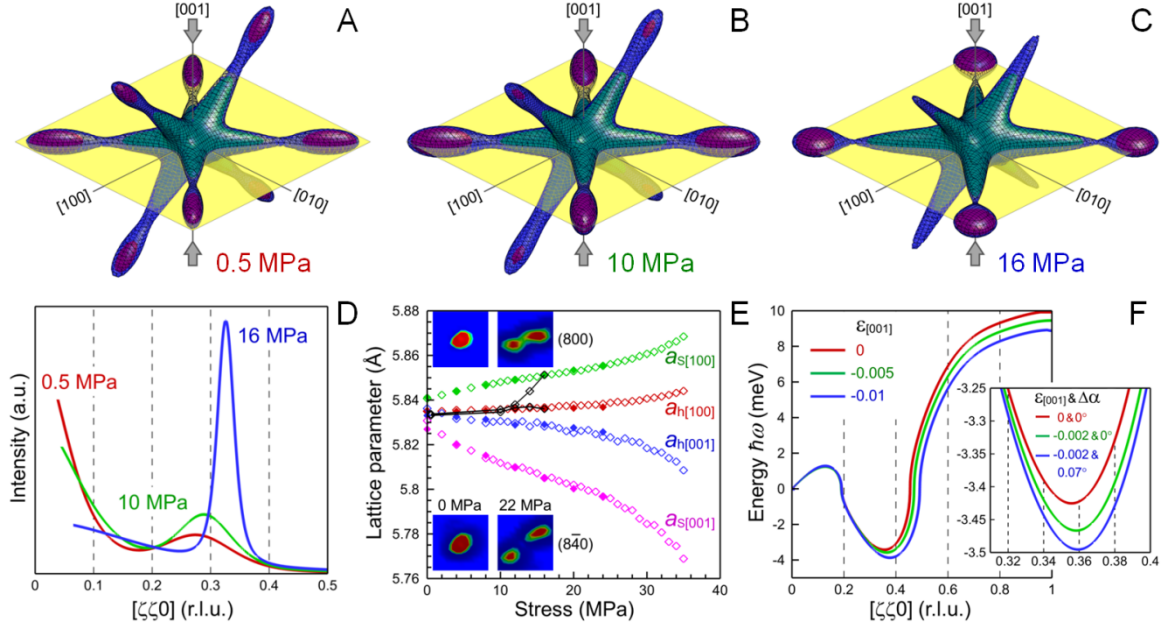 [001]
A
[100]
[010]
0.5 MPa
[001]
B
[100]
[010]
10 MPa
[001]
C
[100]
[010]
16 MPa
D
Intensity (a.u.)
0.5 MPa
10 MPa
16 MPa
0 0.1 0.2 0.3 0.4 0.5
[ζζ0] (r.l.u.)
E
Lattice parameter (Å)
5.88
5.86
5.84
5.82
5.8
5.78
5.76
(800)
aS[100]
ah[100]
ah[001]
aS[001]
0 MPa
22 MPa
(84̄0)
0 10 20 30 40
Stress (MPa)
F
Energy ħω (meV)
10
8
6
4
2
0
-2
-4
ε[001]
0
-0.005
-0.01
-3.25
-3.3
-3.35
-3.4
-3.45
-3.5
ε[001] & Δα
0 & 0°
-0.002 & 0°
-0.002 &
0.07°
0.32 0.34 0.36 0.38 0.4
0 0.2 0.4 0.6 0.8 1
[ζζ0] (r.l.u.)